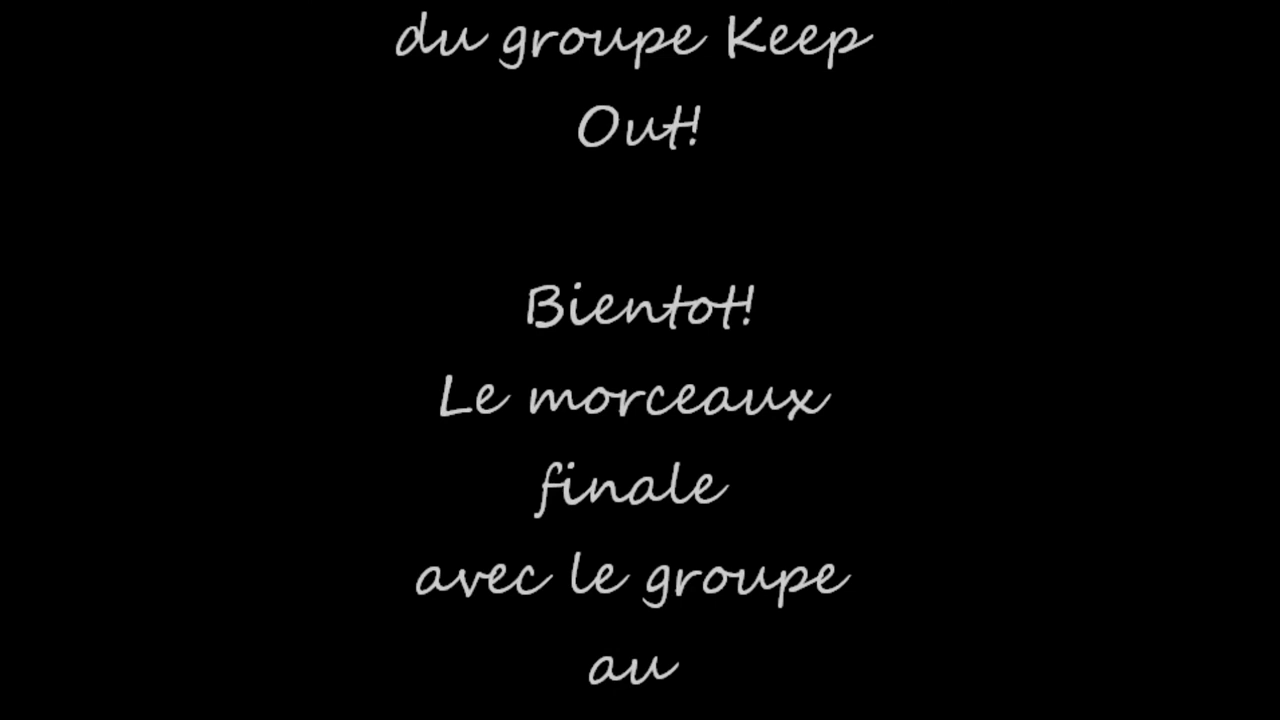 du groupe Keep
Out!
Bientot!
Le morceaux
finale
avec le groupe
au